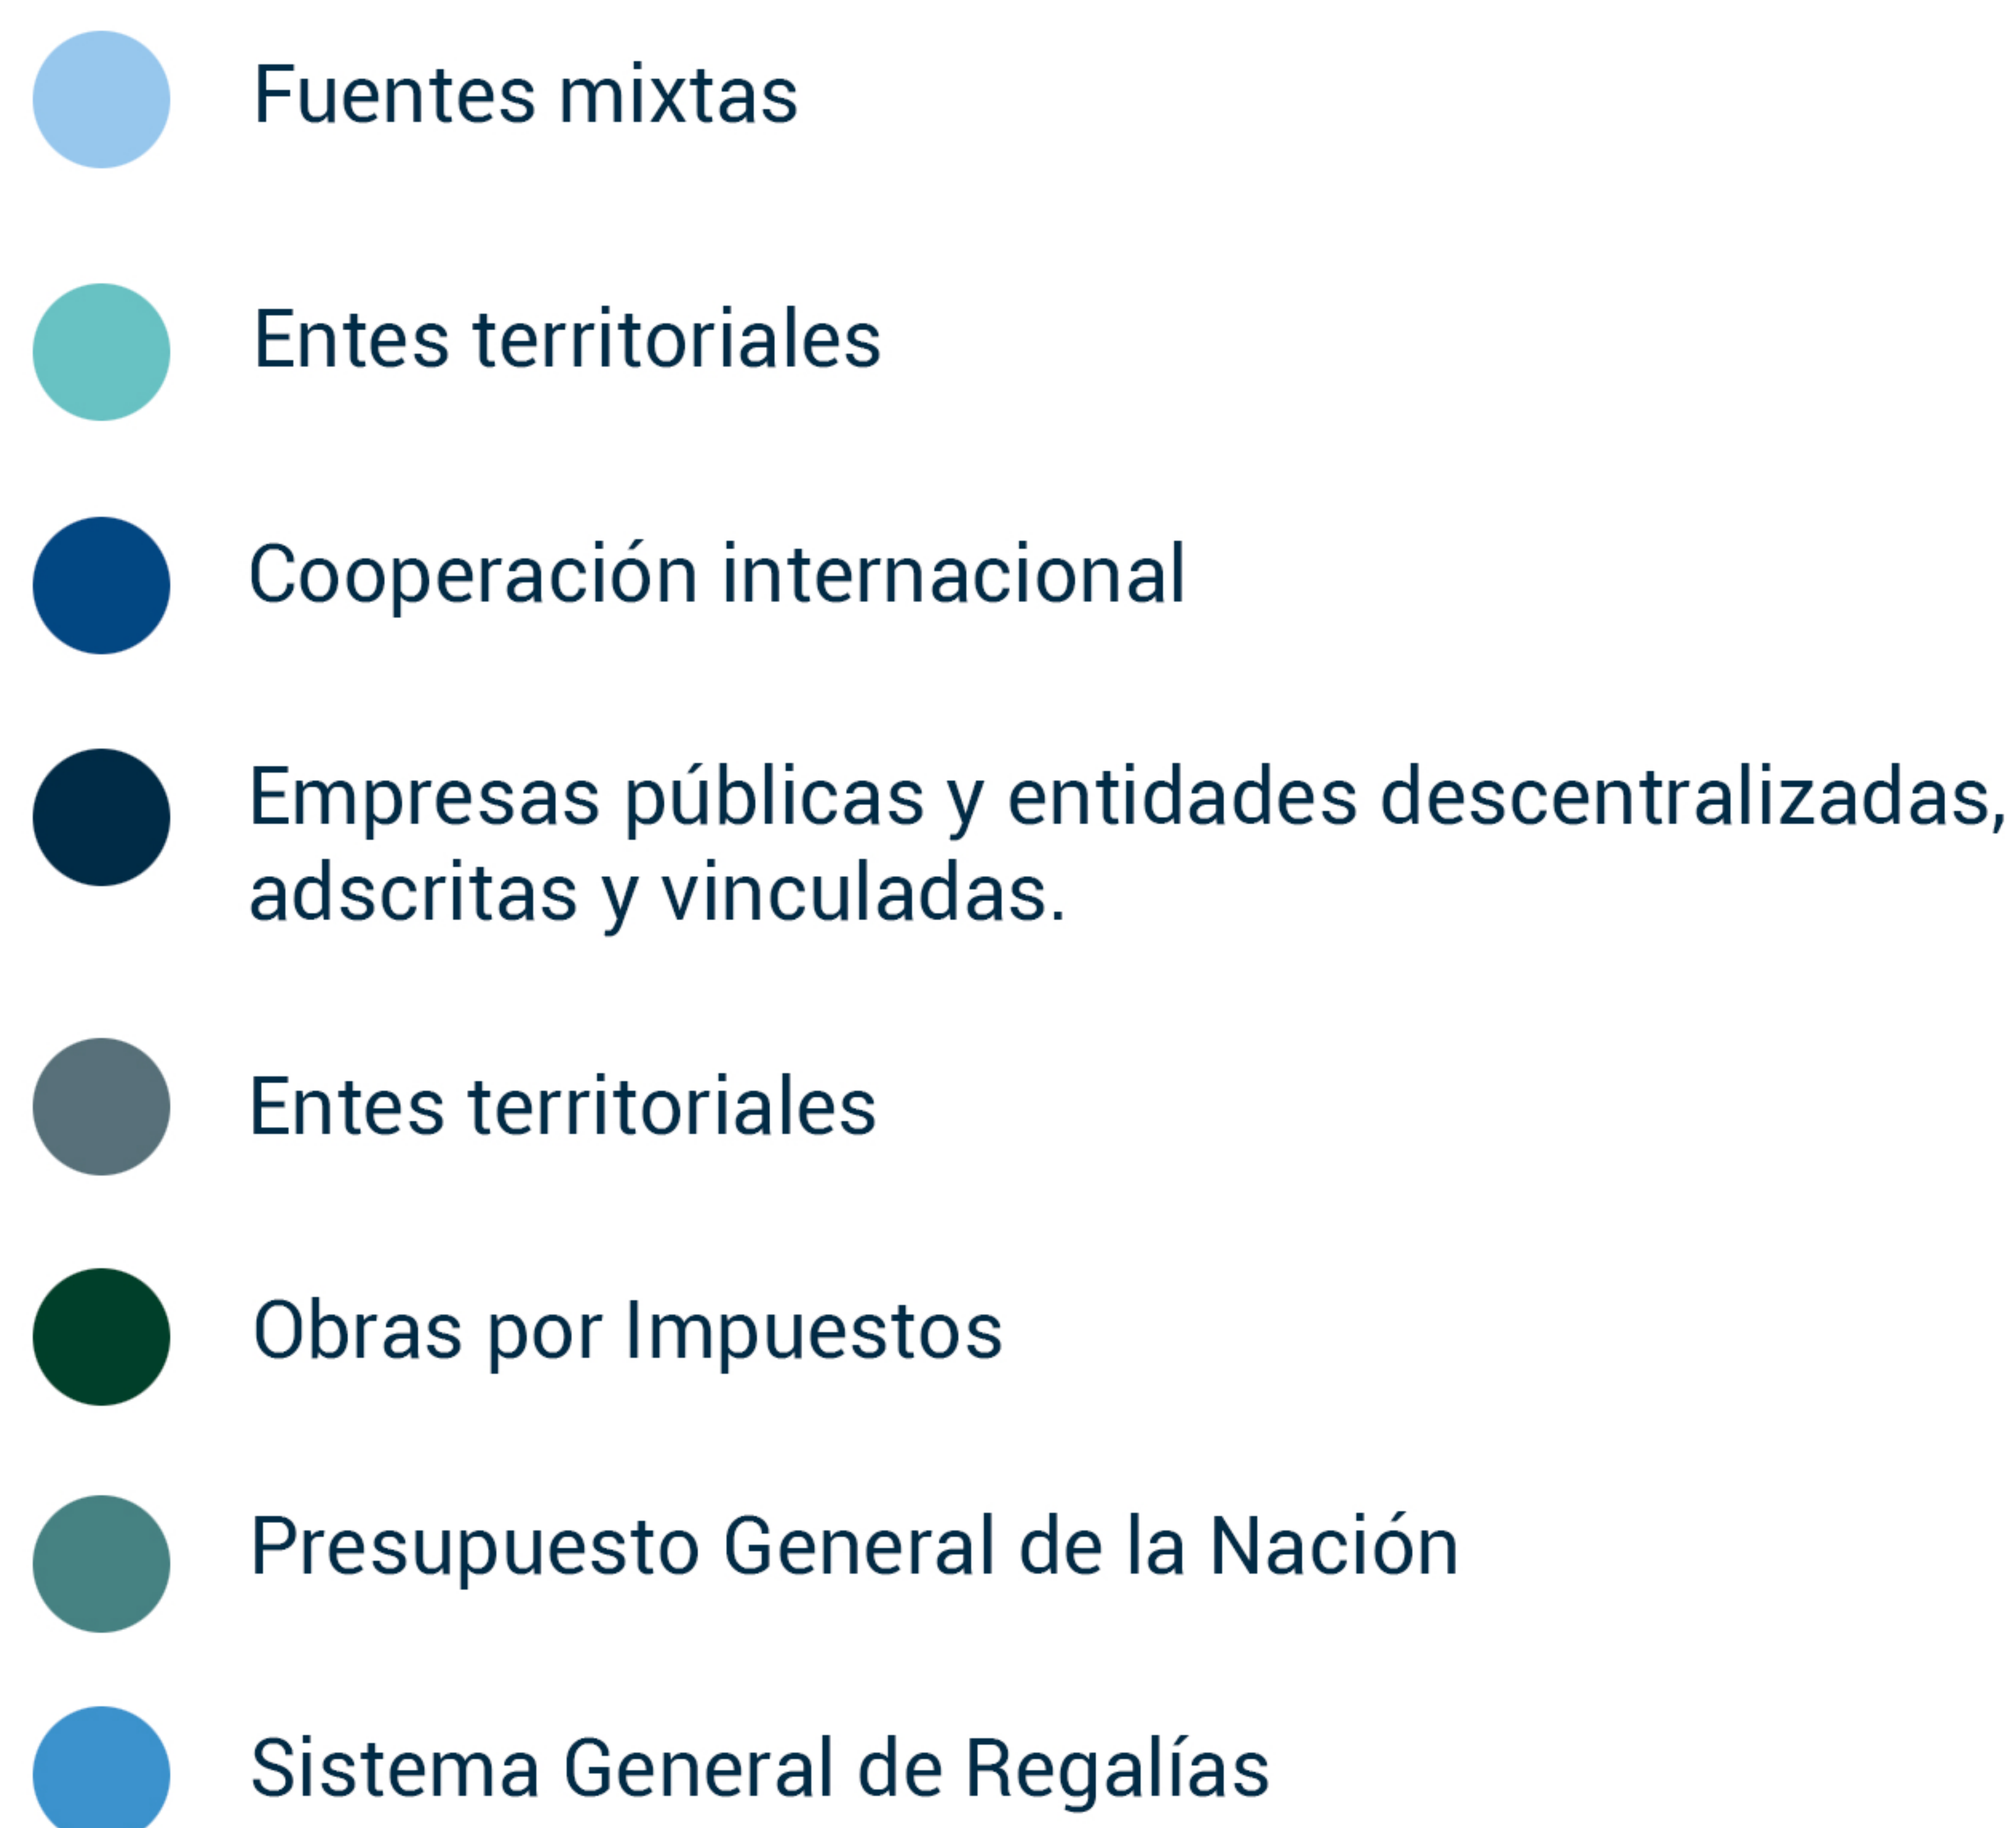 Fuentes mixtas
Entes territoriales
Cooperación internacional
Empresas públicas y entidades descentralizadas,
adscritas y vinculadas.
Entes territoriales
Obras por Impuestos
Presupuesto General de la Nación
Sistema General de Regalías